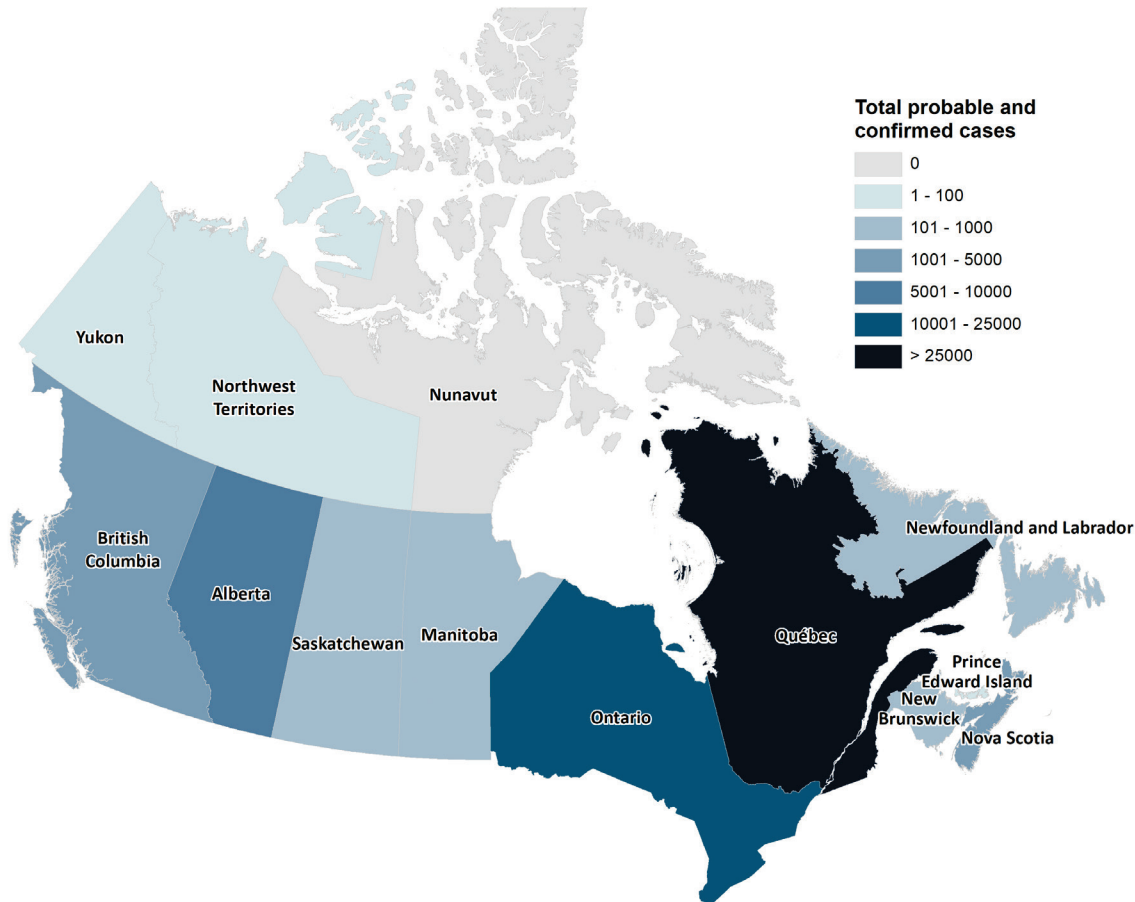 Total probable and
confirmed cases
0
1 - 100
101 - 1000
1001 - 5000
5001 - 10000
10001 - 25000
> 25000
Yukon
Northwest
Territories
Nunavut
British
Columbia
Alberta
Saskatchewan
Manitoba
Ontario
Québec
Newfoundland and Labrador
Prince
Edward Island
New
Brunswick
Nova Scotia